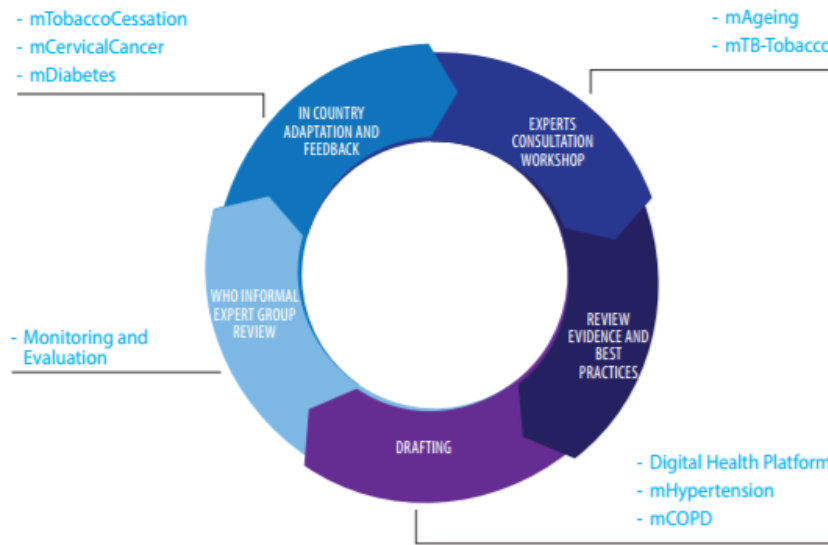 - mTobaccoCessation
- mCervicalCancer
- mDiabetes
- mAgeing
- mTB-Tobacco
IN COUNTRY
ADAPTATION AND
FEEDBACK
EXPERTS
CONSULTATION
WORKSHOP
WHO INFORMAL
EXPERT GROUP
REVIEW
REVIEW
EVIDENCE AND
BEST
PRACTICES
- Monitoring and
Evaluation
DRAFTING
- Digital Health Platform
- mHypertension
- mCOPD